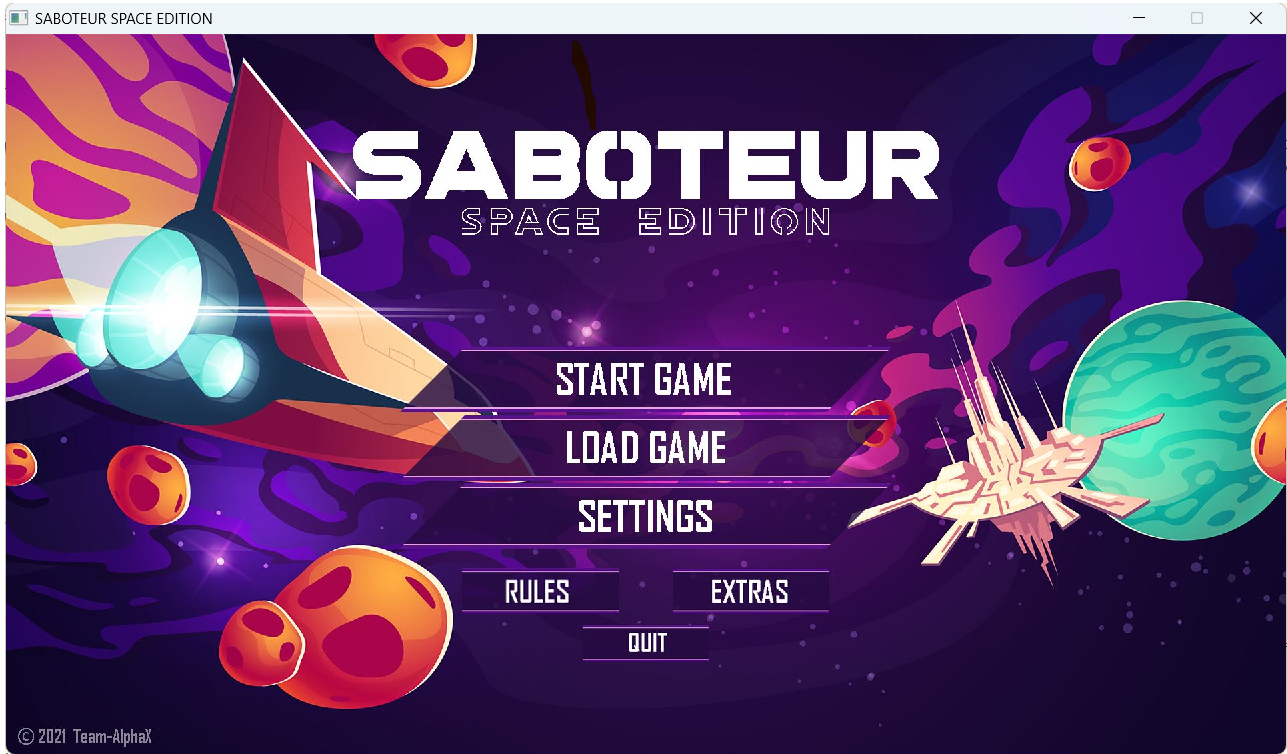 SABOTEUR SPACE EDITION
SABOTEUR
SPACE EDITION
START GAME
LOAD GAME
SETTINGS
RULES
EXTRAS
QUIT
© 2021 Team-AlphaX